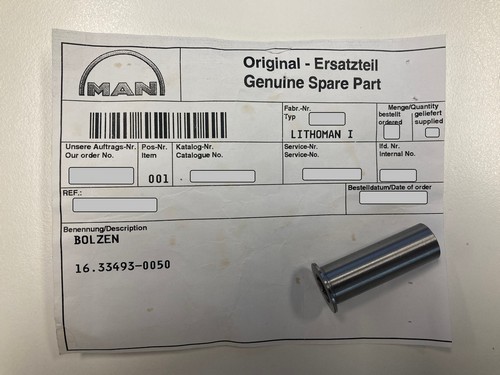 MAN
Original - Ersatzteil
Genuine Spare Part
Fabr.-Nr.
Typ
LITHOMAN I
Menge/Quantity
bestellt geliefert
ordered supplied
Unsere Auftrags-Nr.
Our order No.
Pos-Nr.
Item
001
Katalog-Nr.
Catalogue No.
Service-Nr.
Service-No.
lfd. Nr.
Internal No.
REF.:
Bestelldatum/Date of order
Benennung/Description
BOLZEN
16.33493-0050